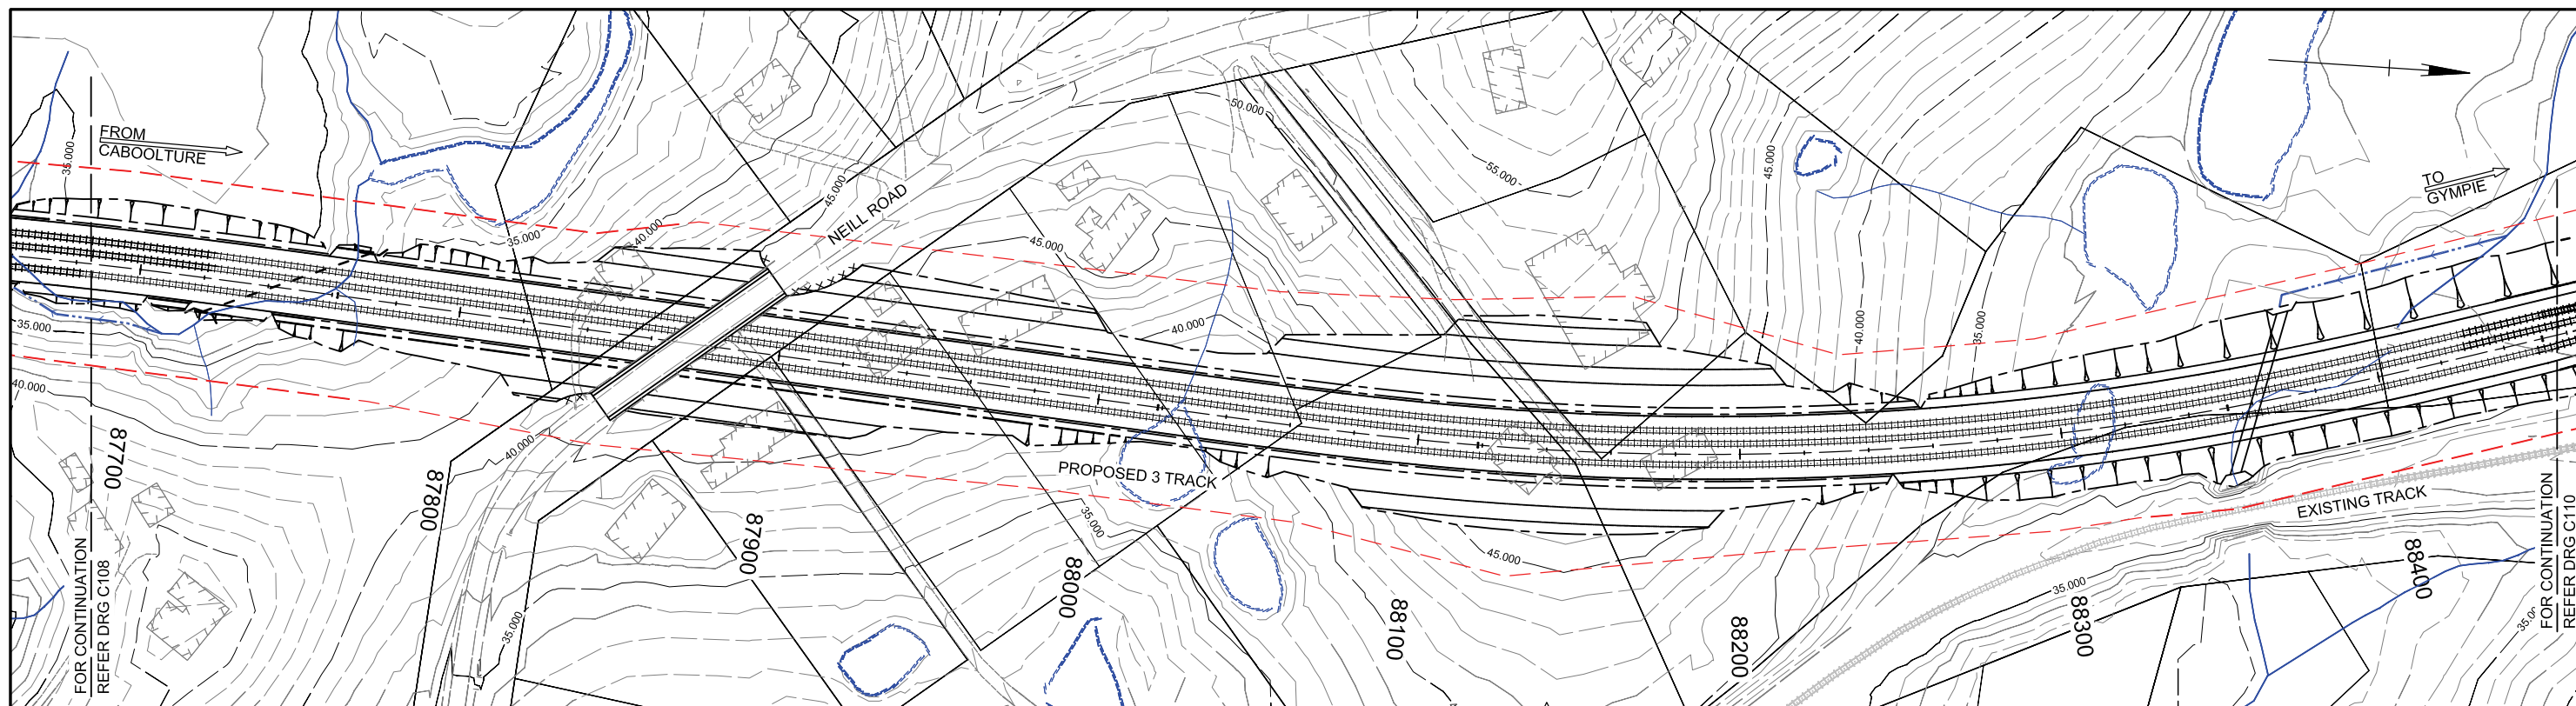 FROM
CABOOLTURE
35.000
35.000
40.000
87700
FOR CONTINUATION
REFER DRG C108
35.000
40.000
45.000
NEILL ROAD
40.000
87800
35.000
87900
45.000
40.000
50.000
PROPOSED 3 TRACK
35.000
88000
55.000
45.000
88100
45.000
40.000
35.000
88200
TO
GYMPIE
EXISTING TRACK
35.000
88300
88400
35.0
FOR CONTINUATION
REFER DRG C110